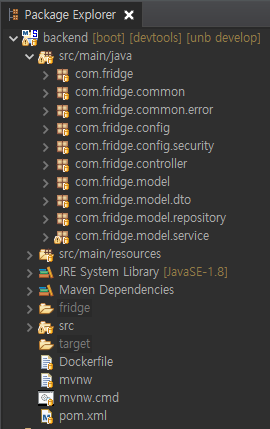 Package Explorer
backend [boot] [devtools] [unb develop]
src/main/java
com.fridge
com.fridge.common
com.fridge.common.error
com.fridge.config
com.fridge.config.security
com.fridge.controller
com.fridge.model
com.fridge.model.dto
com.fridge.model.repository
com.fridge.model.service
src/main/resources
JRE System Library [JavaSE-1.8]
Maven Dependencies
fridge
src
target
Dockerfile
mvnw
mvnw.cmd
pom.xml